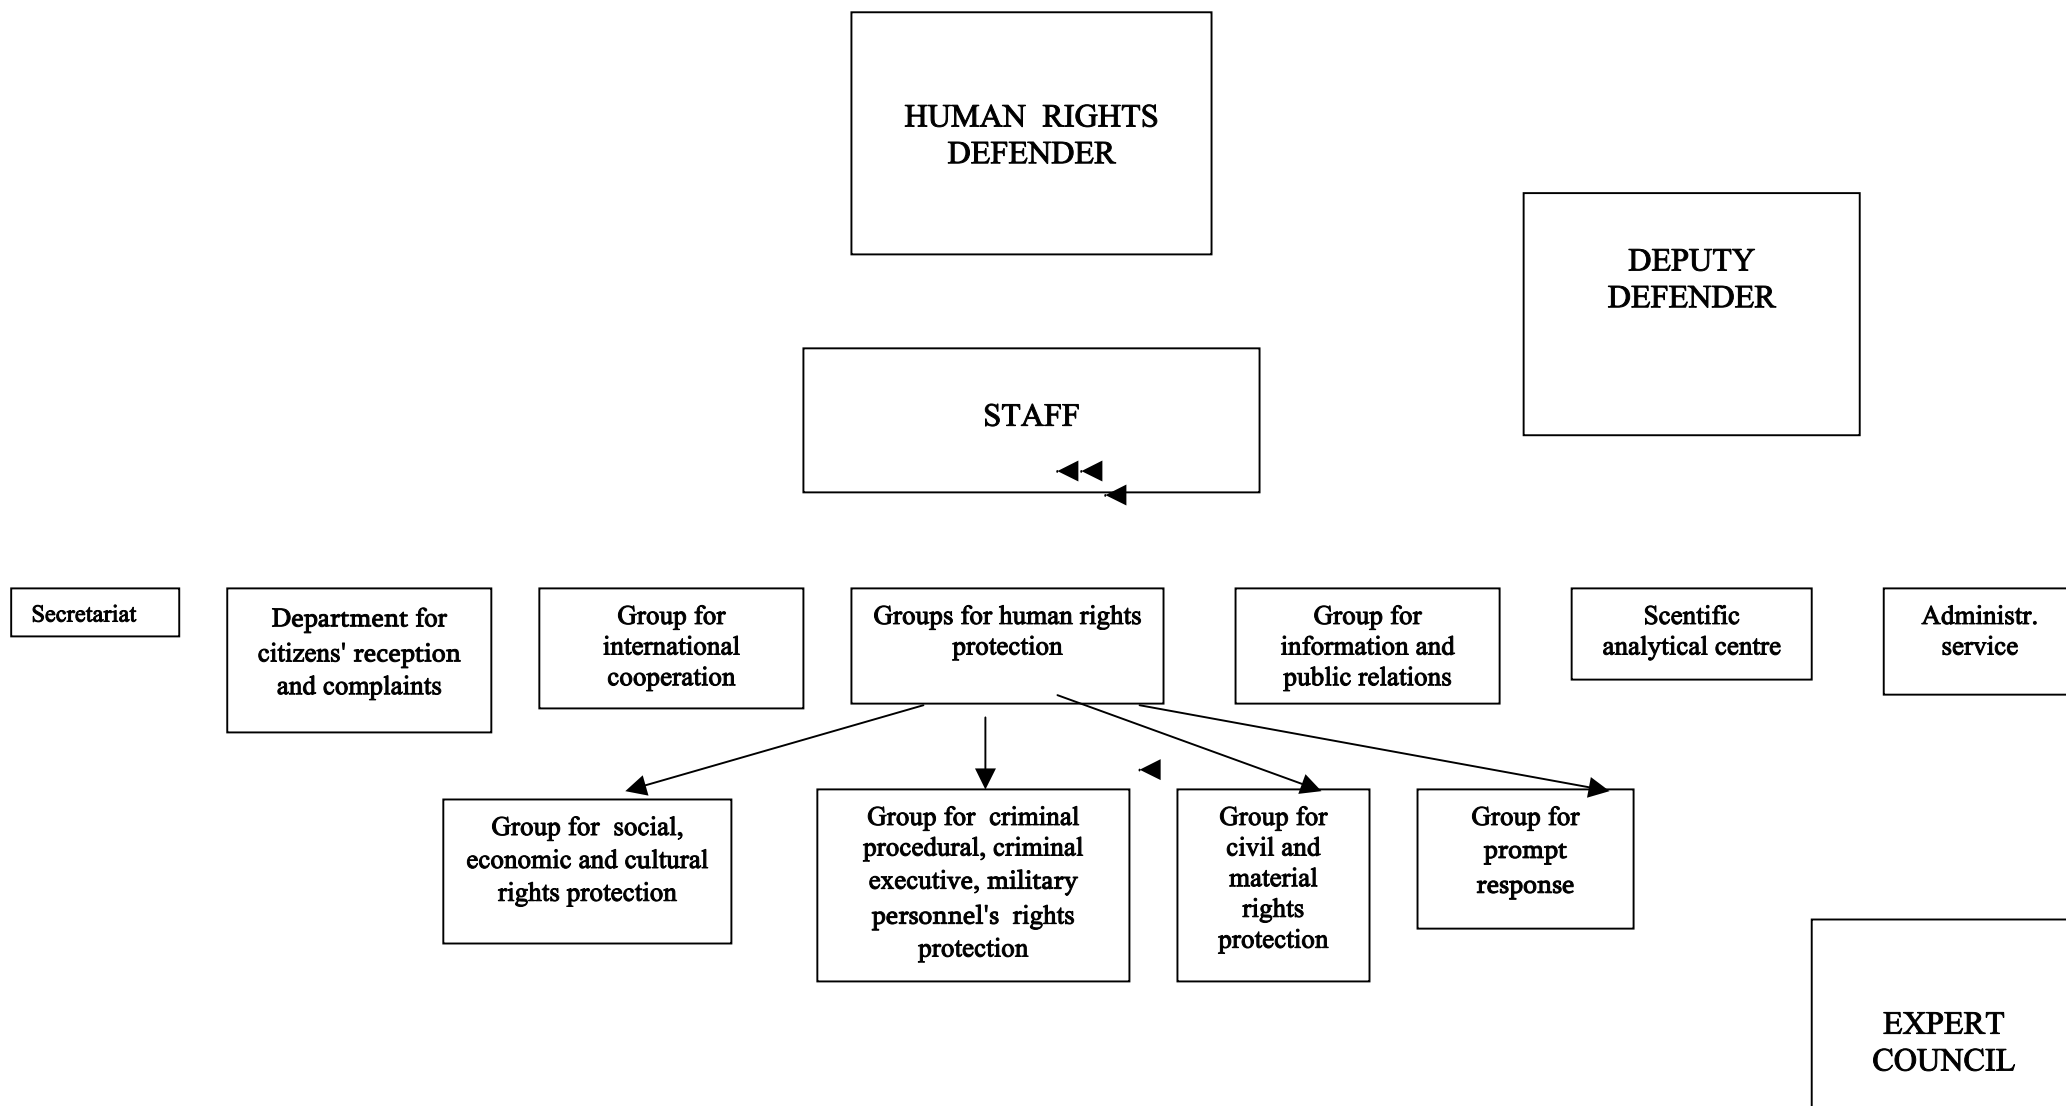 HUMAN RIGHTS
DEFENDER
DEPUTY
DEFENDER
STAFF
Secretariat
Department for
citizens' reception
and complaints
Group for
international
cooperation
Groups for human rights
protection
Group for
information and
public relations
Scentific
analytical centre
Administr.
service
Group for social,
economic and cultural
rights protection
Group for criminal
procedural, criminal
executive, military
personnel's rights
protection
Group for
civil and
material
rights
protection
Group for
prompt
response
EXPERT
COUNCIL